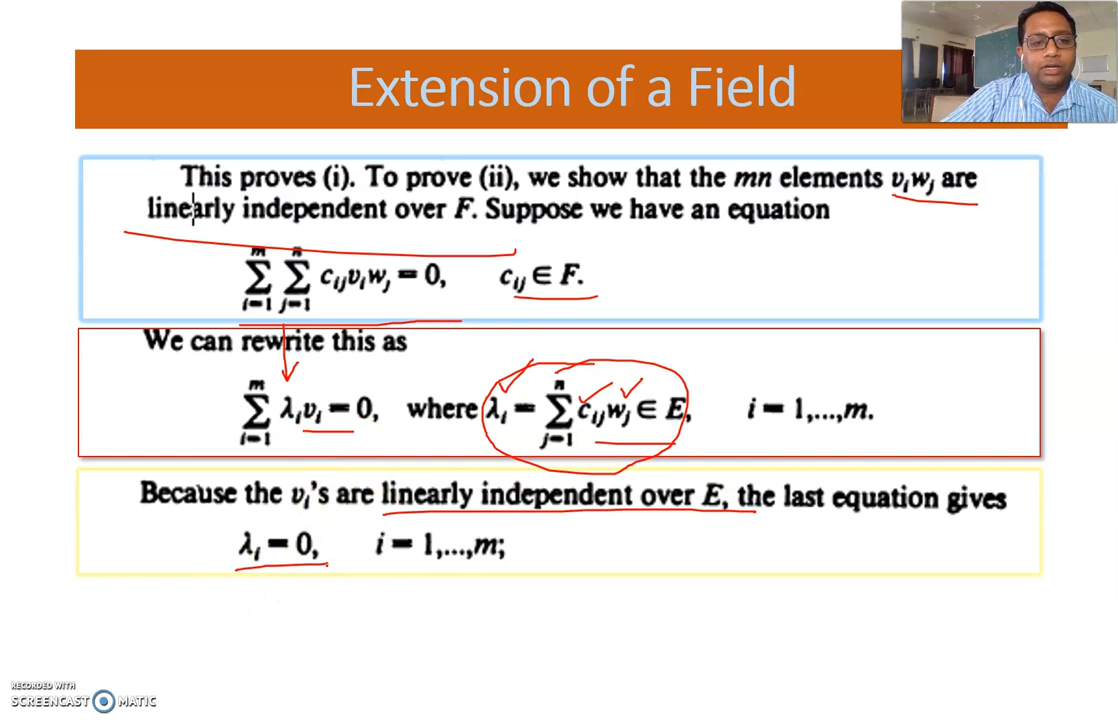 Extension of a Field
This proves (i). To prove (ii), we show that the mn elements vᵢwⱼ are
linearly independent over F. Suppose we have an equation
∑ᵢ₌₁ᵐ ∑ⱼ₌₁ⁿ cᵢⱼvᵢwⱼ = 0, cᵢⱼ ∈ F.
We can rewrite this as
∑ᵢ₌₁ᵐ λᵢvᵢ = 0, where λᵢ = ∑ⱼ₌₁ⁿ cᵢⱼwⱼ ∈ E, i = 1,...,m.
Because the vᵢ's are linearly independent over E, the last equation gives
λᵢ = 0, i = 1,...,m;
RECORDED WITH
SCREENCAST MATIC